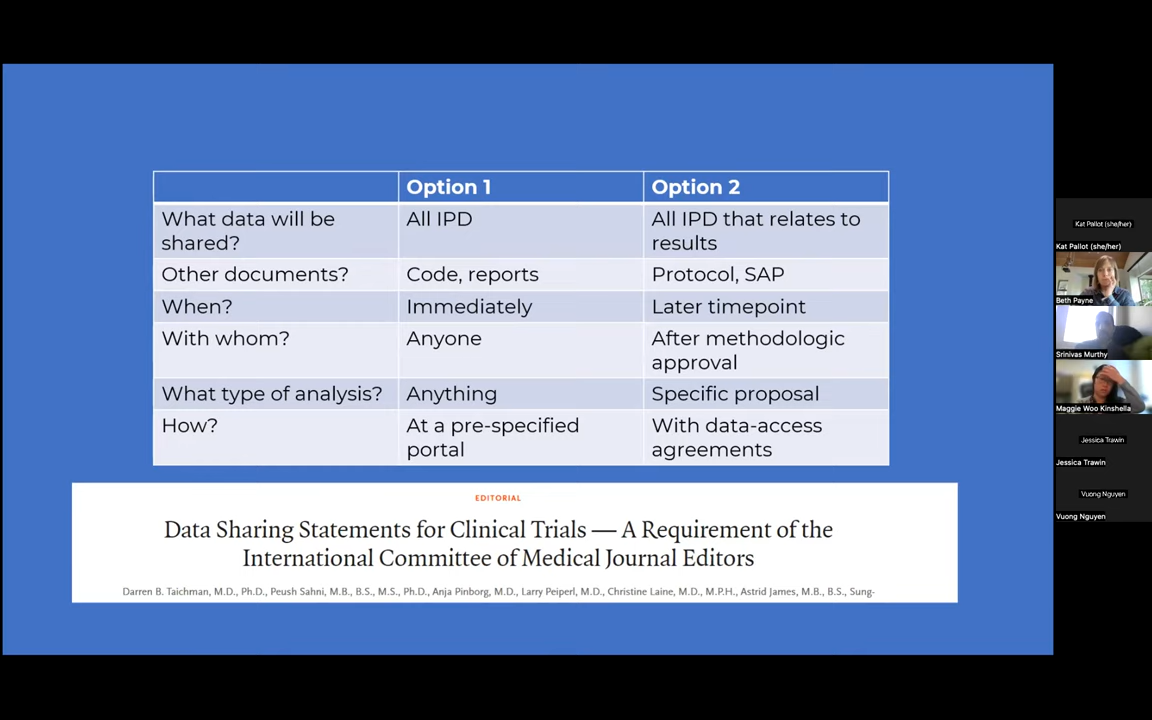 Option 1 Option 2
What data will be All IPD All IPD that relates to
shared? results
Other documents? Code, reports Protocol, SAP
When? Immediately Later timepoint
With whom? Anyone After methodologic
approval
What type of analysis? Anything Specific proposal
How? At a pre-specified With data-access
portal agreements
EDITORIAL
Data Sharing Statements for Clinical Trials — A Requirement of the
International Committee of Medical Journal Editors
Darren B. Taichman, M.D., Ph.D., Peush Sahni, M.B., B.S., M.S., Ph.D., Anja Pinborg, M.D., Larry Peiperl, M.D., Christine Laine, M.D., M.P.H., Astrid James, M.B., B.S., Sung-
Kat Pallot (she/her)
Kat Pallot (she/her)
Beth Payne
Srinivas Murthy
Maggie Woo Kinshella
Jessica Trawin
Jessica Trawin
Vuong Nguyen
Vuong Nguyen